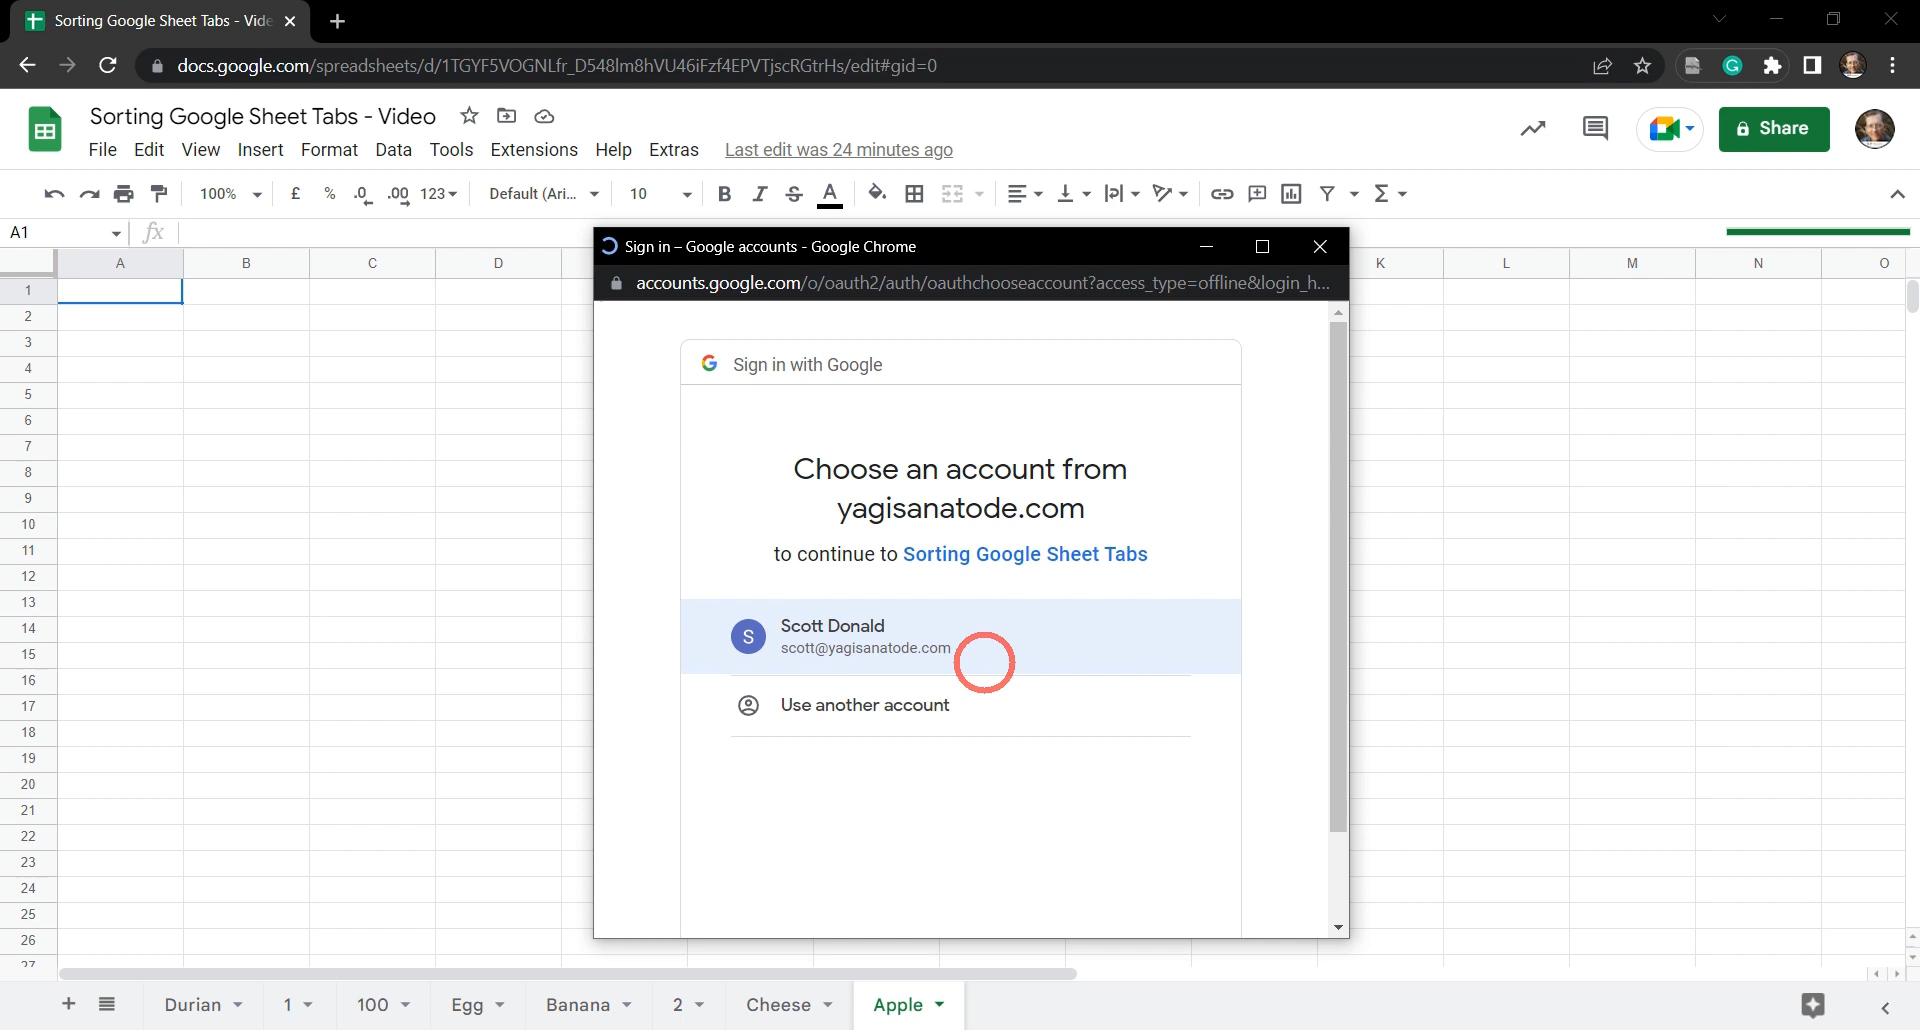 Sorting Google Sheet Tabs - Vide
docs.google.com/spreadsheets/d/1TGYF5VOGNLfr_D548lm8hVU46iFzf4EPVTjscRGtrHs/edit#gid=0
Sorting Google Sheet Tabs - Video
File Edit View Insert Format Data Tools Extensions Help Extras Last edit was 24 minutes ago
Share
100% £ % .0 .00 123 Default (Ari... 10 B I S A Σ
A1 fx
Sign in – Google accounts - Google Chrome
accounts.google.com/o/oauth2/auth/oauthchooseaccount?access_type=offline&login_h...
A B C D K L M N O
1
2
3
4
5
6
7
8
9
10
11
12
13
14
15
16
17
18
19
20
21
22
23
24
25
26
27
G Sign in with Google
Choose an account from
yagisanatode.com
to continue to Sorting Google Sheet Tabs
S Scott Donald
scott@yagisanatode.com
Use another account
Durian 1 100 Egg Banana 2 Cheese Apple